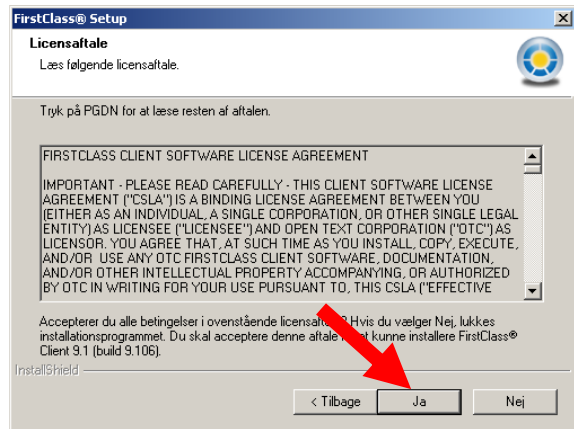 FirstClass® Setup
Licensaftale
Læs følgende licensaftale.
Tryk på PGDN for at læse resten af aftalen.
FIRSTCLASS CLIENT SOFTWARE LICENSE AGREEMENT
IMPORTANT - PLEASE READ CAREFULLY - THIS CLIENT SOFTWARE LICENSE
AGREEMENT ("CSLA") IS A BINDING LICENSE AGREEMENT BETWEEN YOU
(EITHER AS AN INDIVIDUAL, A SINGLE CORPORATION, OR OTHER SINGLE LEGAL
ENTITY) AS LICENSEE ("LICENSEE") AND OPEN TEXT CORPORATION ("OTC") AS
LICENSOR. YOU AGREE THAT, AT SUCH TIME AS YOU INSTALL, COPY, EXECUTE,
AND/OR USE ANY OTC FIRSTCLASS CLIENT SOFTWARE, DOCUMENTATION,
AND/OR OTHER INTELLECTUAL PROPERTY ACCOMPANYING, OR AUTHORIZED
BY OTC IN WRITING FOR YOUR USE PURSUANT TO, THIS CSLA ("EFFECTIVE
Accepterer du alle betingelser i ovenstående Hvis du vælger Nej, lukkes
installationsprogrammet. Du skal acceptere denne aftale kunne installere FirstClass®
Client 9.1 (build 9.106).
InstallShield
< Tilbage
Ja
Nej